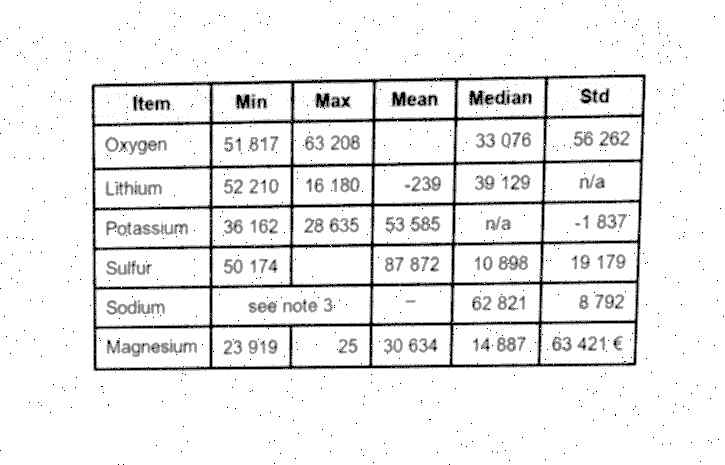 Item Min Max Mean Median Std
Oxygen 51 817 63 208 33 076 56 262
Lithium 52 210 16 180 -239 39 129 n/a
Potassium 36 162 28 635 53 585 n/a -1 837
Sulfur 50 174 87 872 10 898 19 179
Sodium see note 3 – 62 821 8 792
Magnesium 23 919 25 30 634 14 887 63 421 €